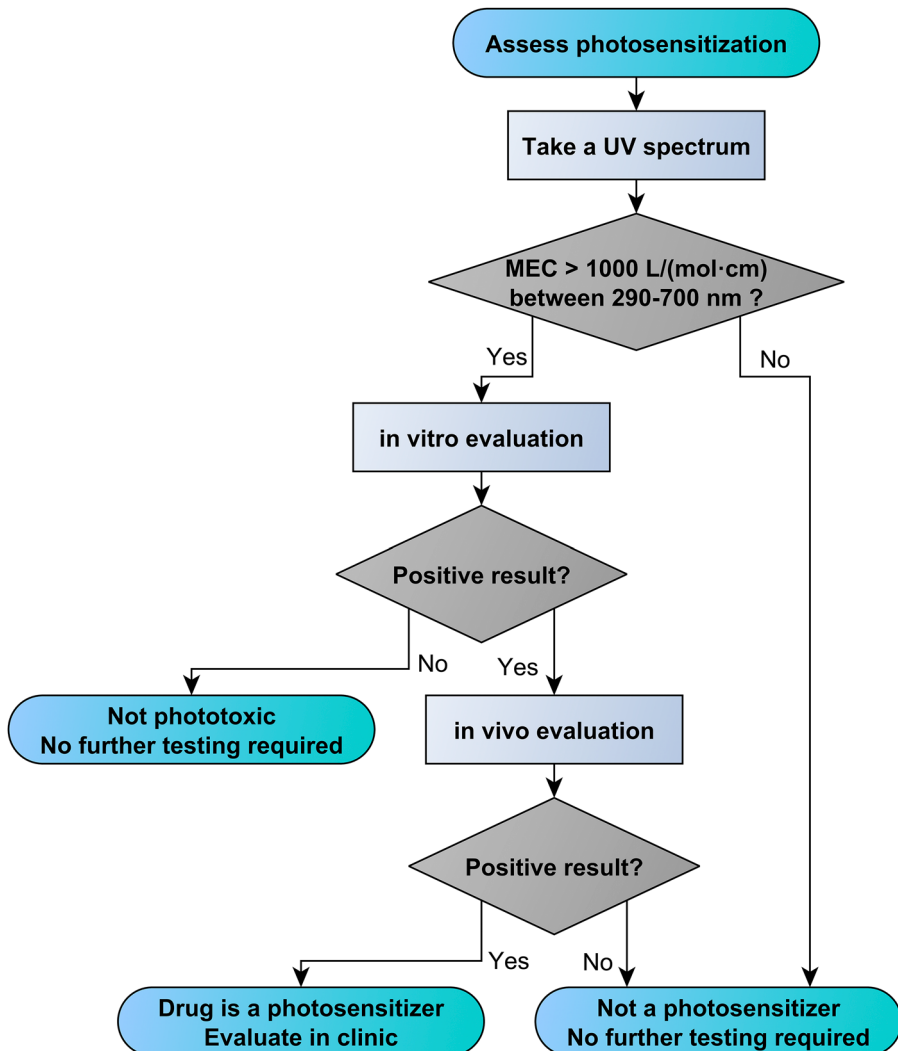 Assess photosensitization
Take a UV spectrum
MEC > 1000 L/(mol·cm)
between 290-700 nm ?
Yes
No
in vitro evaluation
Positive result?
No
Yes
Not phototoxic
No further testing required
in vivo evaluation
Positive result?
Yes
No
Drug is a photosensitizer
Evaluate in clinic
Not a photosensitizer
No further testing required